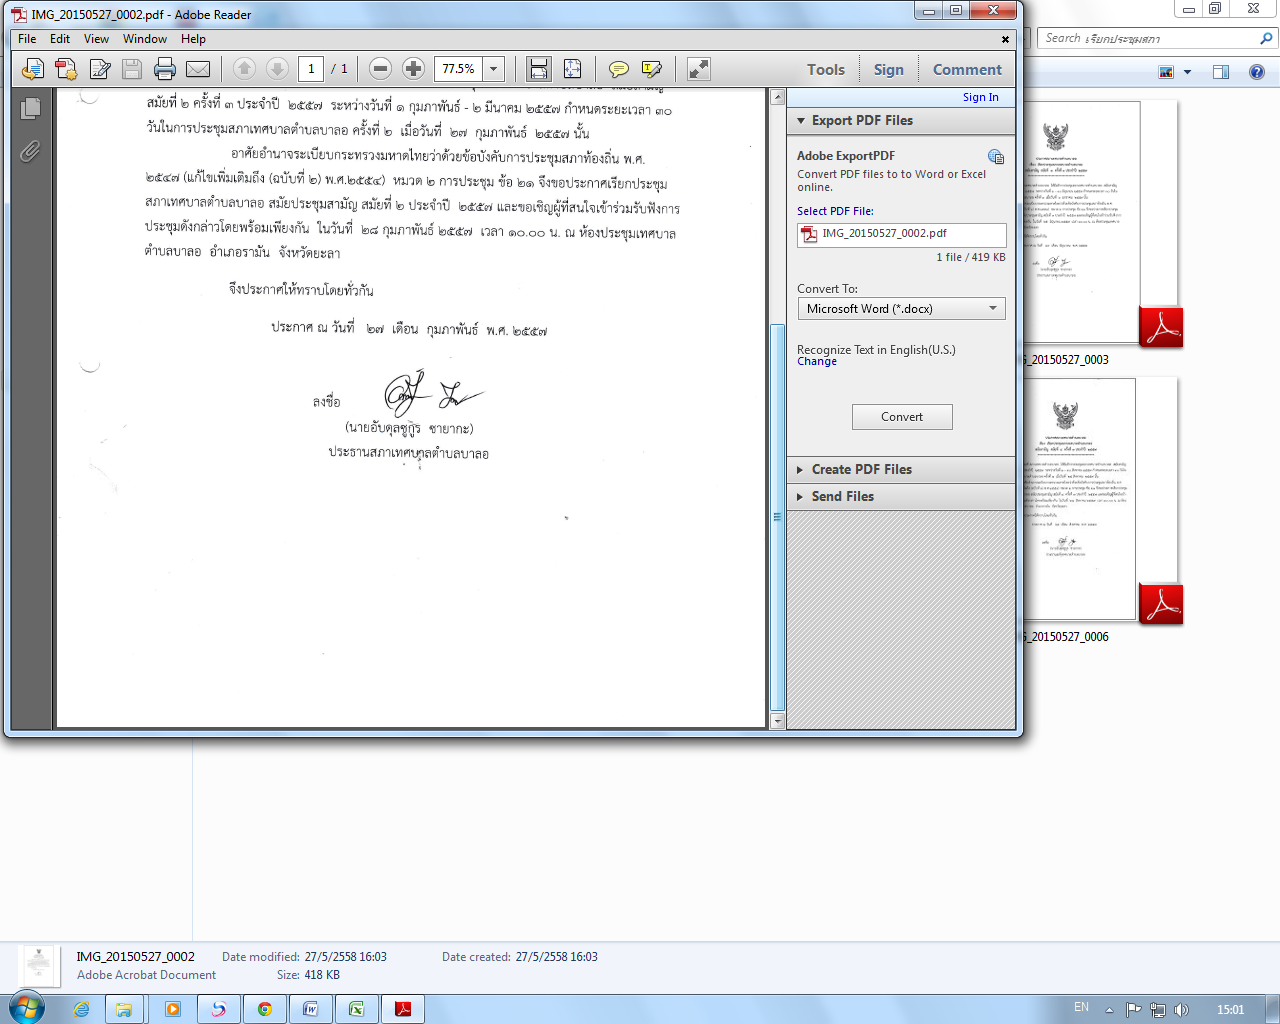 IMG_20150527_0002.pdf - Adobe Reader
File Edit View Window Help
Search เรียกประชุมสภา
1 / 1 77.5% Tools Sign Comment
Sign In
Export PDF Files
Adobe ExportPDF
Convert PDF files to to Word or Excel
online.
Select PDF File:
IMG_20150527_0002.pdf
1 file / 419 KB
Convert To:
Microsoft Word (*.docx)
Recognize Text in English(U.S.)
Change
Convert
Create PDF Files
Send Files
สมัยที่ ๒ ครั้งที่ ๓ ประจำปี ๒๕๕๗ ระหว่างวันที่ ๑ กุมภาพันธ์ - ๒ มีนาคม ๒๕๕๗ กำหนดระยะเวลา ๓๐
วันในการประชุมสภาเทศบาลตำบลบาลอ ครั้งที่ ๒ เมื่อวันที่ ๒๗ กุมภาพันธ์ ๒๕๕๗ นั้น
อาศัยอำนาจระเบียบกระทรวงมหาดไทยว่าด้วยข้อบังคับการประชุมสภาท้องถิ่น พ.ศ.
๒๕๔๗ (แก้ไขเพิ่มเติมถึง (ฉบับที่ ๒) พ.ศ.๒๕๕๔) หมวด ๒ การประชุม ข้อ ๒๑ จึงขอประกาศเรียกประชุม
สภาเทศบาลตำบลบาลอ สมัยประชุมสามัญ สมัยที่ ๒ ประจำปี ๒๕๕๗ และขอเชิญผู้ที่สนใจเข้าร่วมรับฟังการ
ประชุมดังกล่าวโดยพร้อมเพียงกัน ในวันที่ ๒๘ กุมภาพันธ์ ๒๕๕๗ เวลา ๑๐.๐๐ น. ณ ห้องประชุมเทศบาล
ตำบลบาลอ อำเภอรามัน จังหวัดยะลา
จึงประกาศให้ทราบโดยทั่วกัน
ประกาศ ณ วันที่ ๒๗ เดือน กุมภาพันธ์ พ.ศ. ๒๕๕๗
ลงชื่อ
(นายอับดุลซูกูร ซายากะ)
ประธานสภาเทศบาลตำบลบาลอ
_20150527_0003
_20150527_0006
IMG_20150527_0002 Date modified: 27/5/2558 16:03 Date created: 27/5/2558 16:03
Adobe Acrobat Document Size: 418 KB
EN 15:01